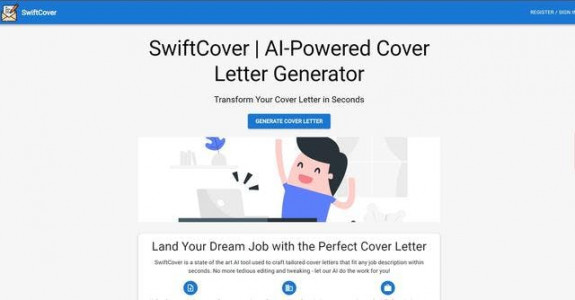 SwiftCover
REGISTER / SIGN
SwiftCover | AI-Powered Cover
Letter Generator
Transform Your Cover Letter in Seconds
GENERATE COVER LETTER
Land Your Dream Job with the Perfect Cover Letter
SwiftCover is a state of the art AI tool used to craft tailored cover letters that fit any job description within
seconds. No more tedious editing and tweaking - let our AI do the work for you!